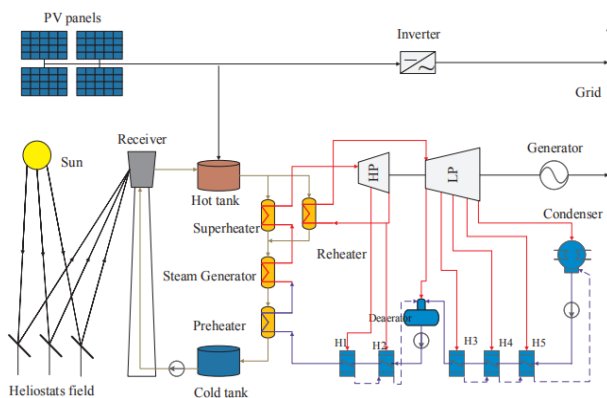 PV panels
Inverter
Grid
Sun
Receiver
Hot tank
HP
LP
Generator
Superheater
Reheater
Condenser
Steam Generator
Deaerator
Preheater
H1
H2
H3
H4
H5
Heliostats field
Cold tank